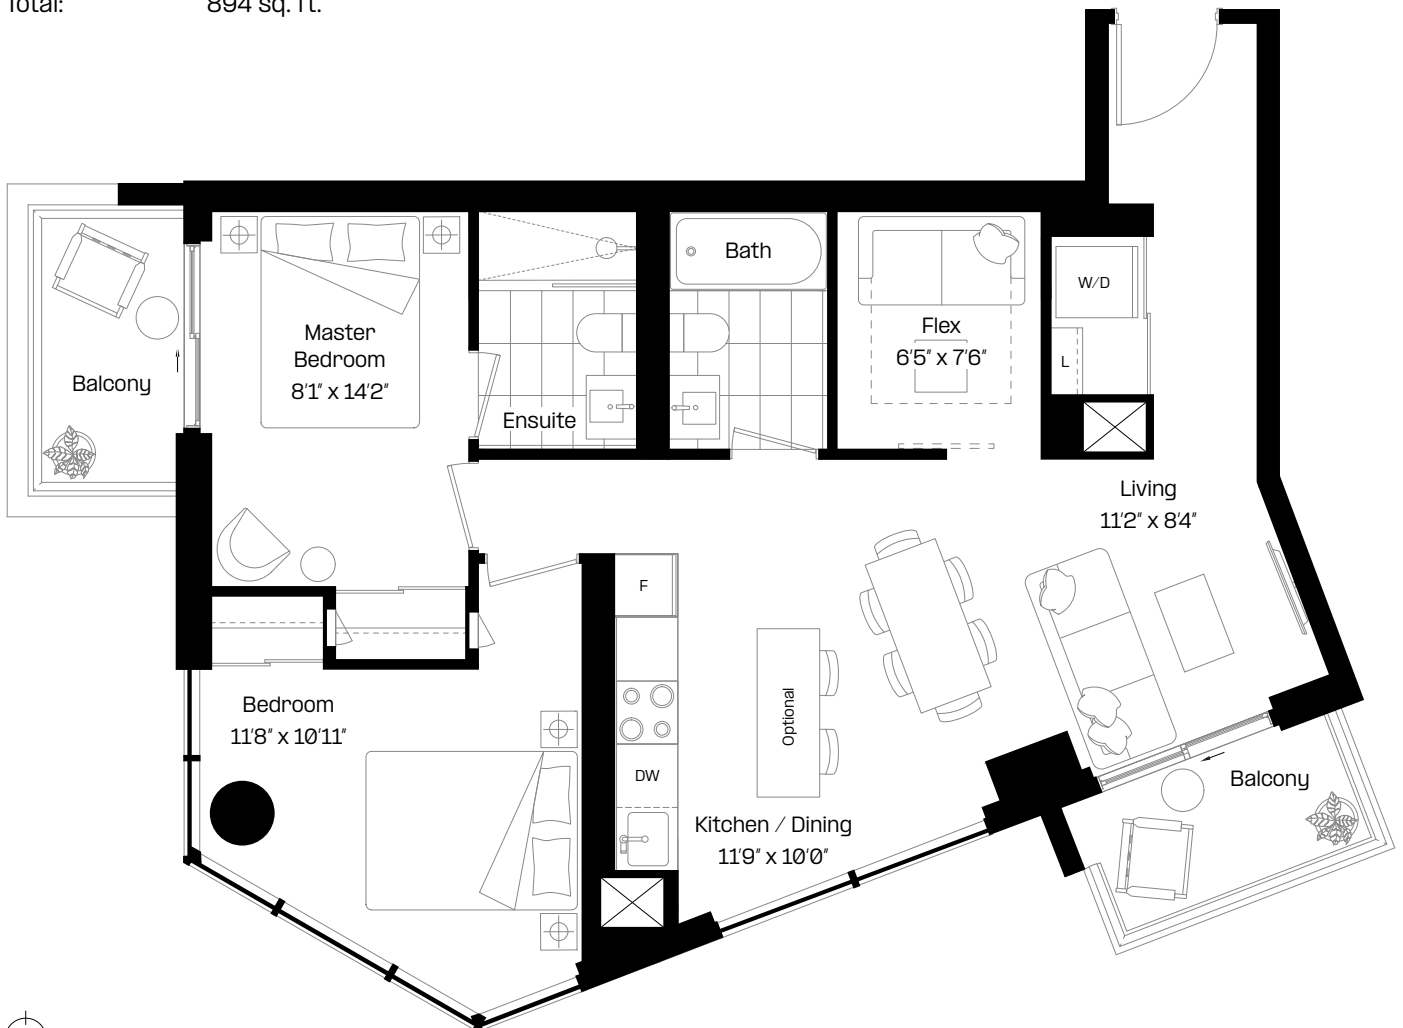 Total: 894 sq. ft.
Bath
W/D
Flex
6'5" x 7'6"
Master
Bedroom
8'1" x 14'2"
L
Balcony
Ensuite
Living
11'2" x 8'4"
F
Bedroom
11'8" x 10'11"
Optional
DW
Balcony
Kitchen / Dining
11'9" x 10'0"